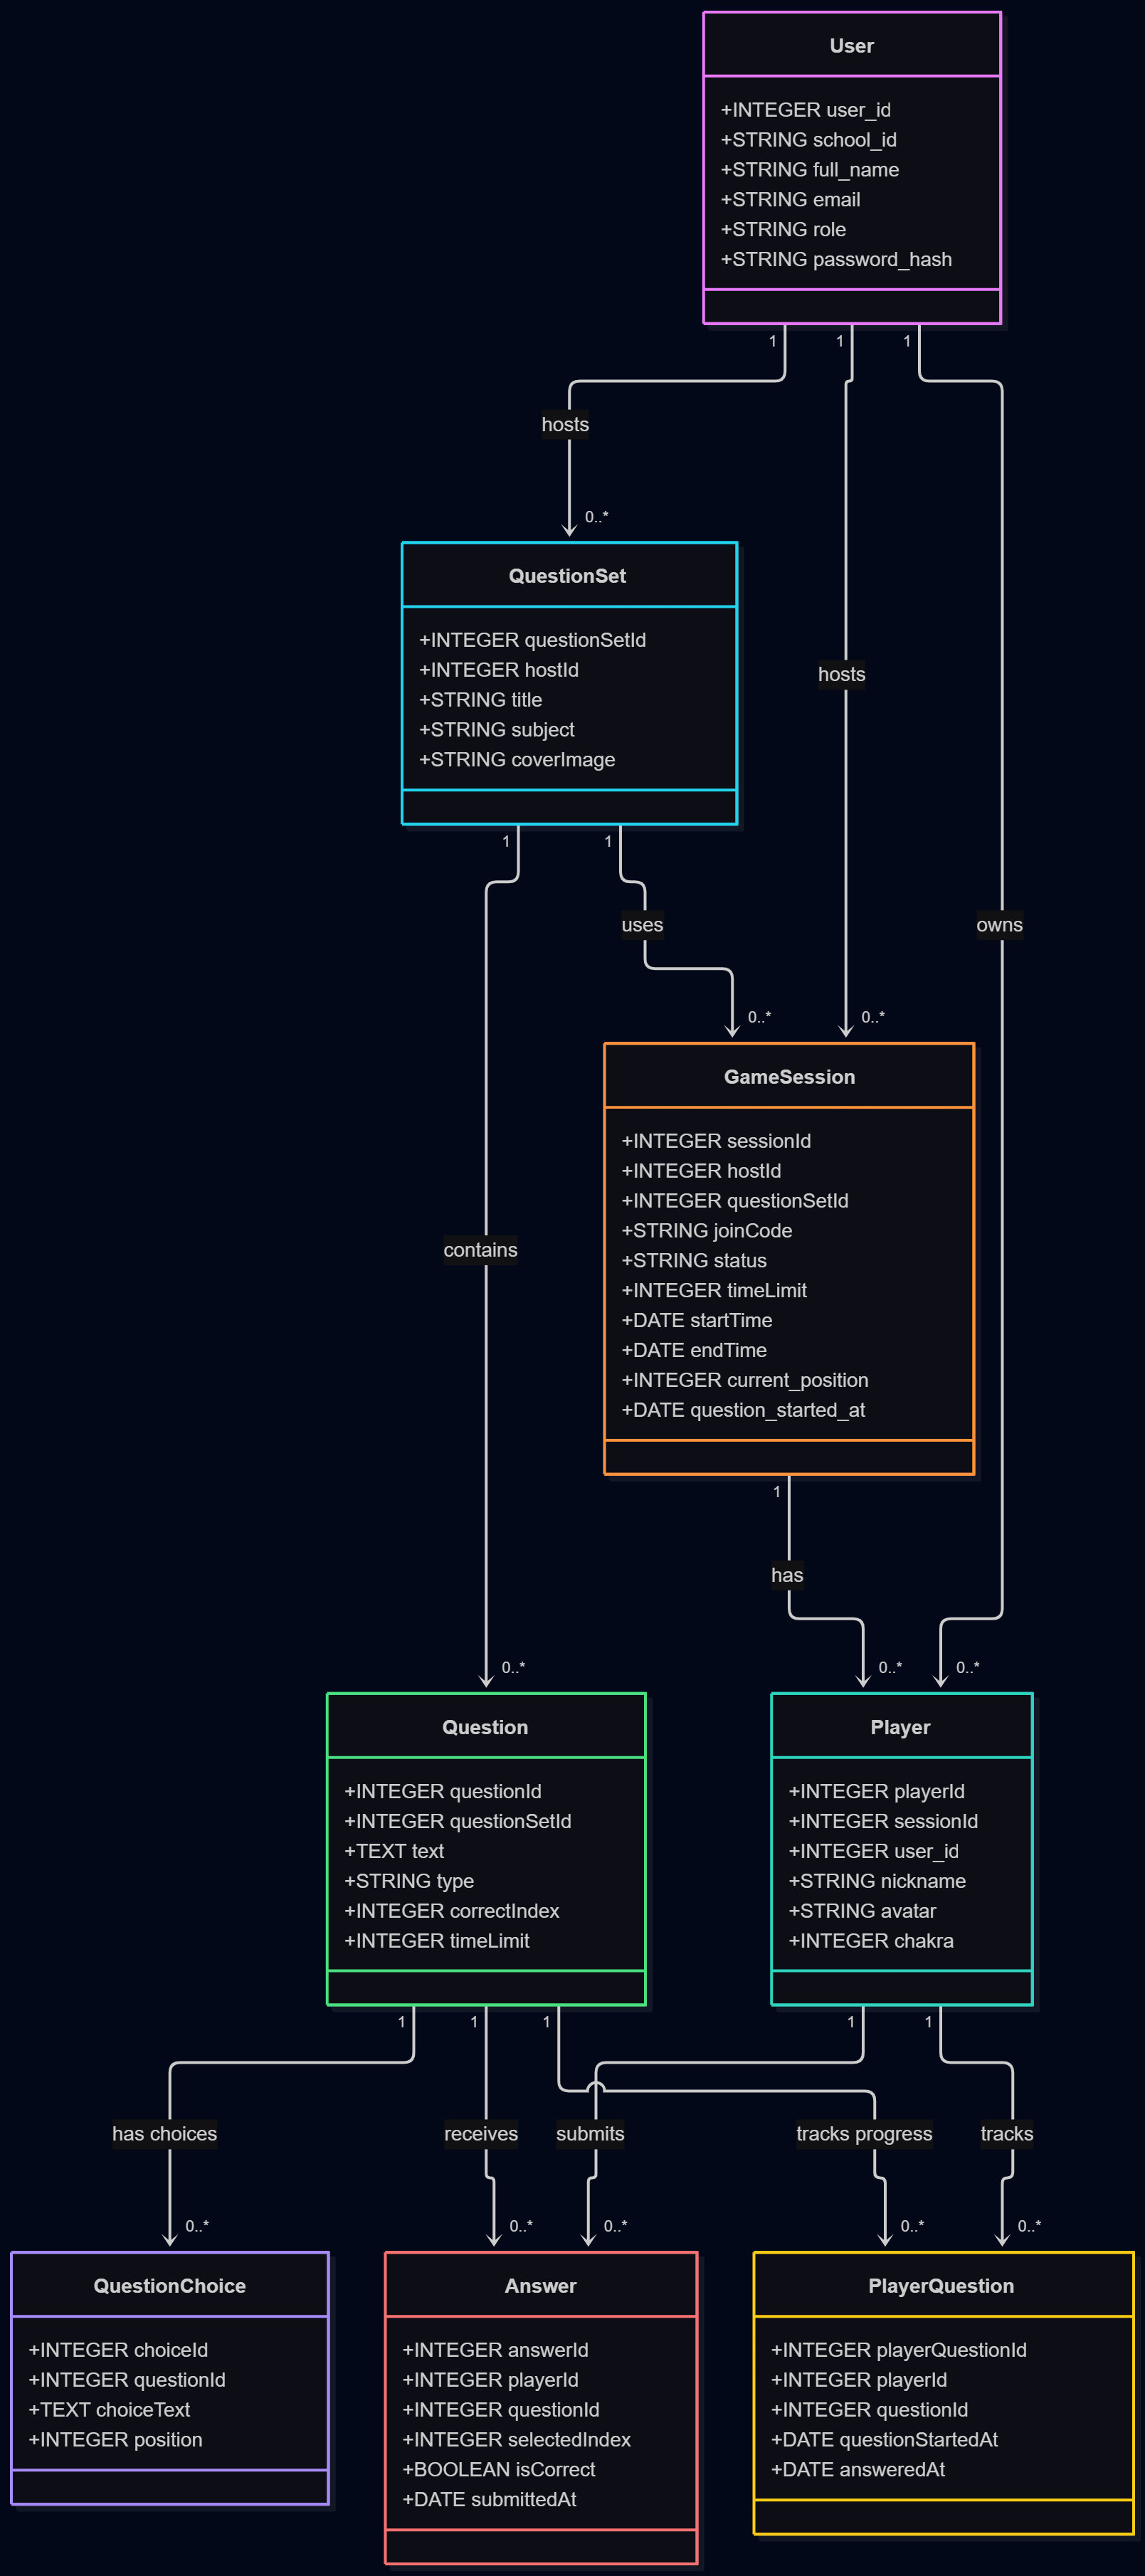 User
+INTEGER user_id
+STRING school_id
+STRING full_name
+STRING email
+STRING role
+STRING password_hash
1
1
1
hosts
0..*
QuestionSet
+INTEGER questionSetId
+INTEGER hostId
+STRING title
+STRING subject
+STRING coverImage
hosts
1
1
uses
owns
0..*
0..*
GameSession
+INTEGER sessionId
+INTEGER hostId
+INTEGER questionSetId
+STRING joinCode
+STRING status
+INTEGER timeLimit
+DATE startTime
+DATE endTime
+INTEGER current_position
+DATE question_started_at
contains
1
has
0..*
0..*
0..*
Question
+INTEGER questionId
+INTEGER questionSetId
+TEXT text
+STRING type
+INTEGER correctIndex
+INTEGER timeLimit
Player
+INTEGER playerId
+INTEGER sessionId
+INTEGER user_id
+STRING nickname
+STRING avatar
+INTEGER chakra
1
1
1
1
1
has choices
receives
submits
tracks progress
tracks
0..*
0..*
0..*
0..*
0..*
QuestionChoice
+INTEGER choiceId
+INTEGER questionId
+TEXT choiceText
+INTEGER position
Answer
+INTEGER answerId
+INTEGER playerId
+INTEGER questionId
+INTEGER selectedIndex
+BOOLEAN isCorrect
+DATE submittedAt
PlayerQuestion
+INTEGER playerQuestionId
+INTEGER playerId
+INTEGER questionId
+DATE questionStartedAt
+DATE answeredAt